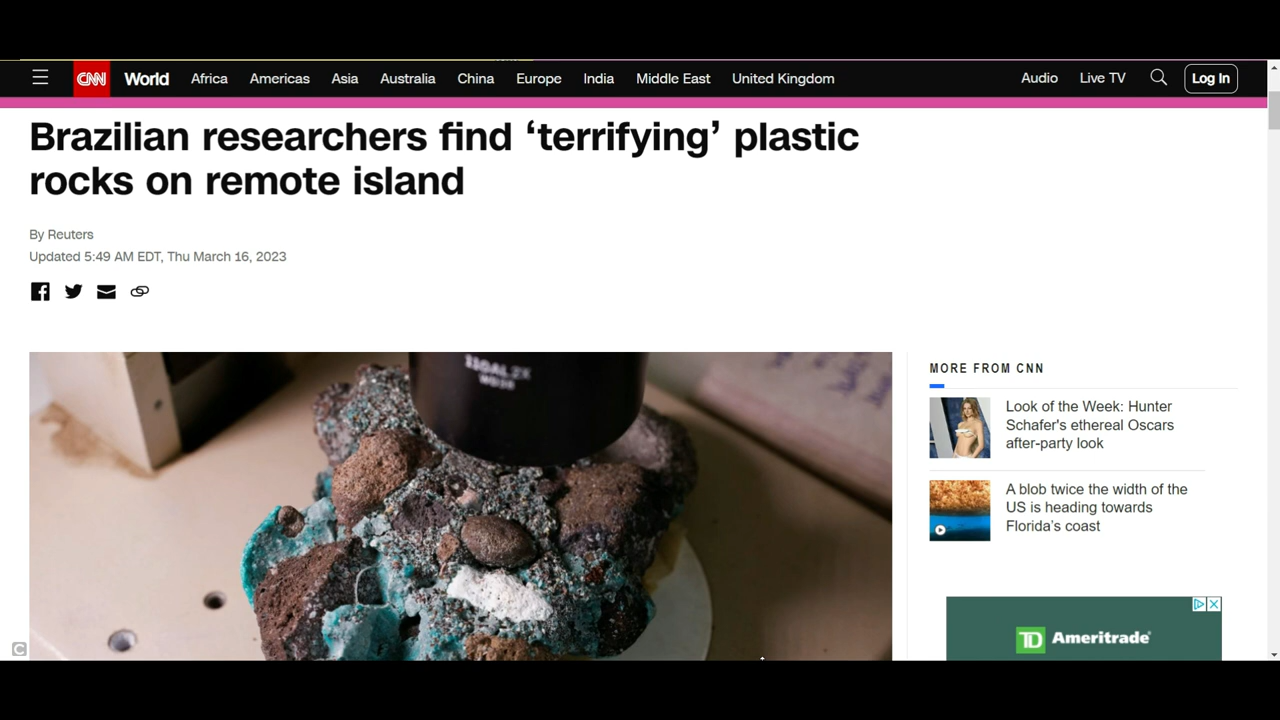 CNN World Africa Americas Asia Australia China Europe India Middle East United Kingdom Audio Live TV Log In
Brazilian researchers find ‘terrifying’ plastic
rocks on remote island
By Reuters
Updated 5:49 AM EDT, Thu March 16, 2023
MORE FROM CNN
Look of the Week: Hunter
Schafer's ethereal Oscars
after-party look
A blob twice the width of the
US is heading towards
Florida’s coast
TD Ameritrade
C